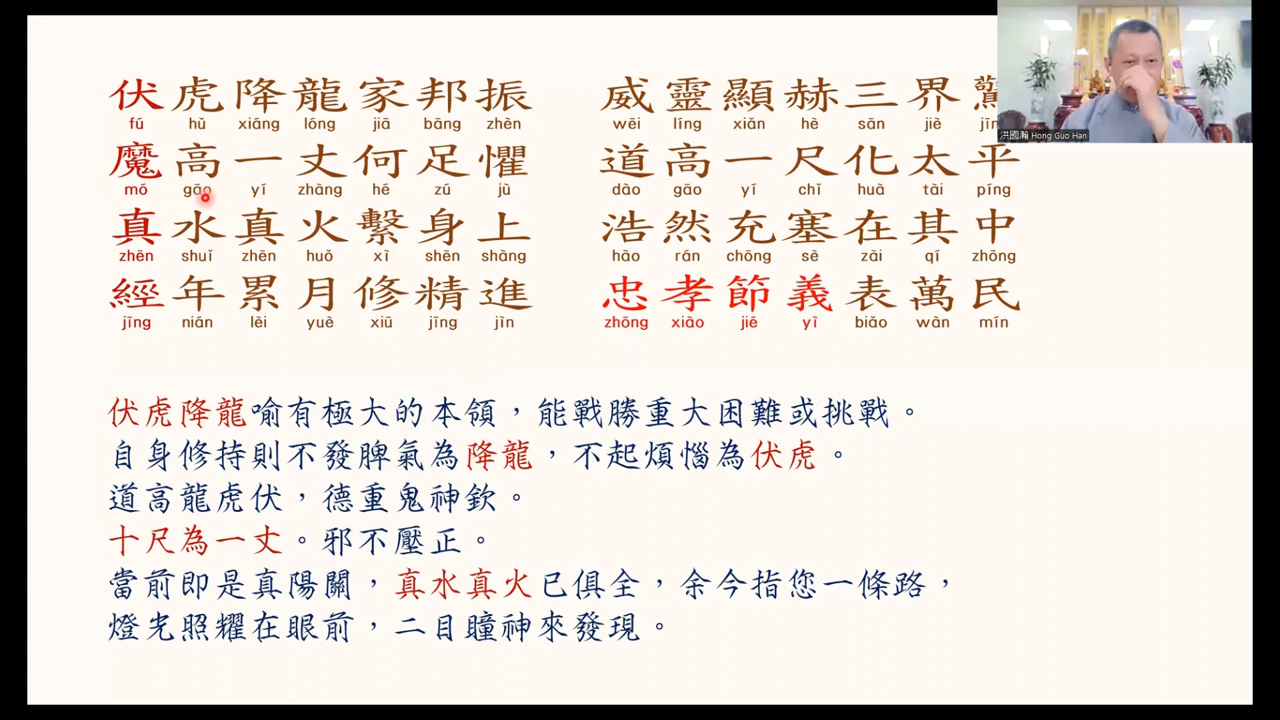 伏虎降龍家邦振 威靈顯赫三界驚
fú hǔ xiāng lóng jiā bāng zhēn wēi líng xiǎn hè sān jiè jīn
魔高一丈何足懼 道高一尺化太平
mó gāo yí zhàng hé zú jù dào gāo yí chǐ huā tài píng
真水真火繫身上 浩然充塞在其中
zhēn shuǐ zhēn huǒ xì shēn shàng hào rán chōng sè zài qí zhōng
經年累月修精進 忠孝節義表萬民
jīng nián lèi yuè xiū jīng jìn zhōng xiào jié yì biǎo wàn mín
伏虎降龍喻有極大的本領，能戰勝重大困難或挑戰。
自身修持則不發脾氣為降龍，不起煩惱為伏虎。
道高龍虎伏，德重鬼神欽。
十尺為一丈。邪不壓正。
當前即是真陽關，真水真火已俱全，余今指您一條路，
燈光照耀在眼前，二目瞳神來發現。
洪國瀚 Hong Guo Han